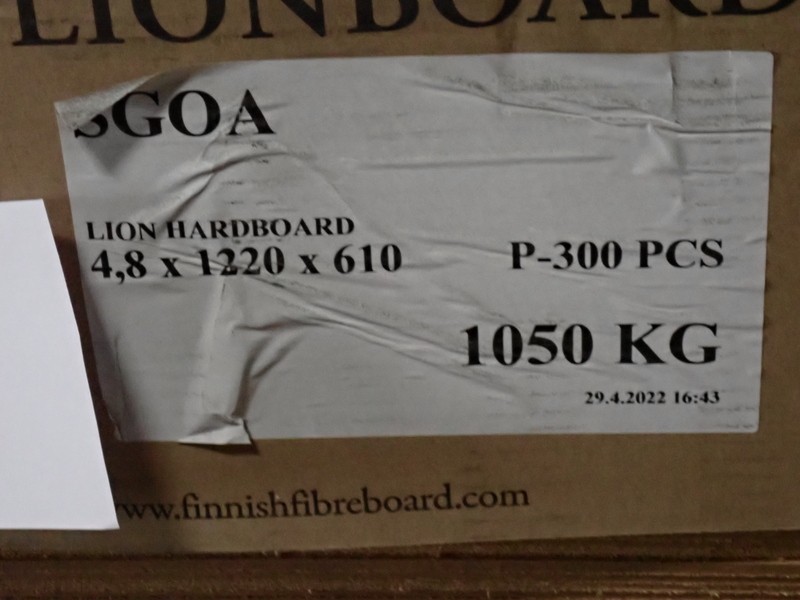 LIONBOARD
SGOA
LION HARDBOARD
4,8 x 1220 x 610
P-300 PCS
1050 KG
29.4.2022 16:43
www.finnishfibreboard.com